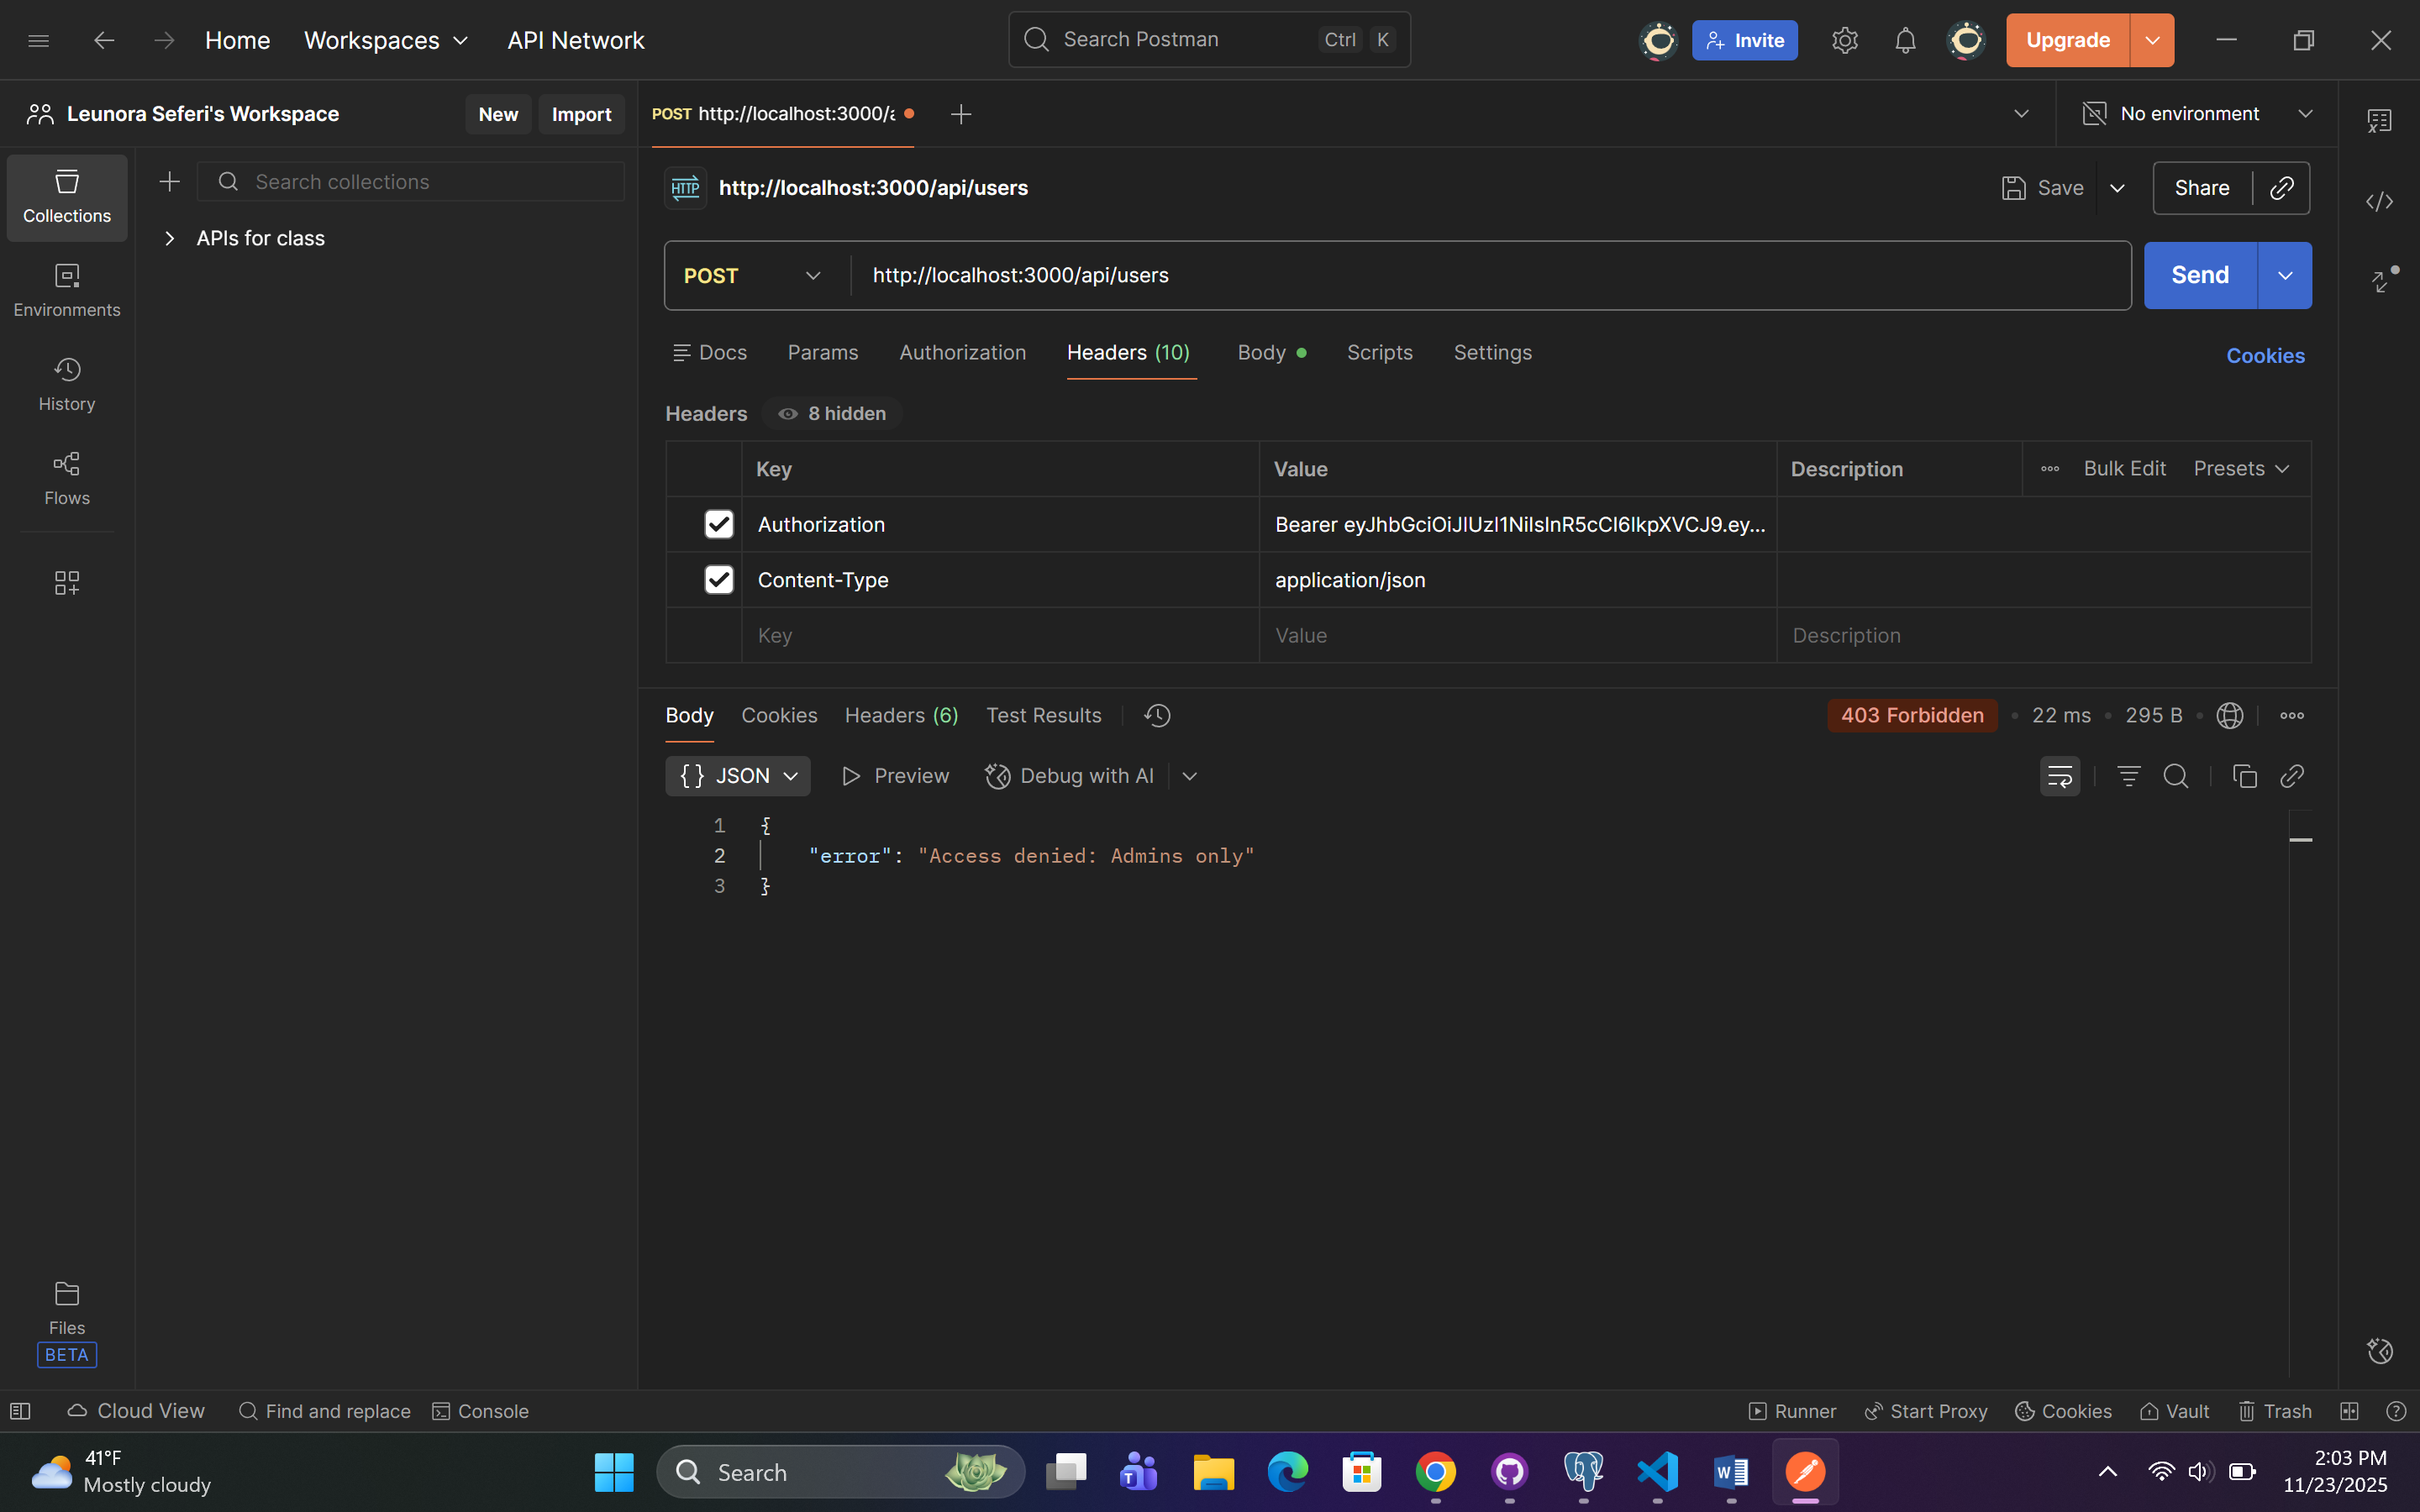 Home Workspaces API Network Search Postman Ctrl K Invite Upgrade
Leunora Seferi's Workspace New Import
POST http://localhost:3000/a No environment
Collections
Search collections
APIs for class
Environments
History
Flows
Files
BETA
HTTP http://localhost:3000/api/users Save Share
POST http://localhost:3000/api/users Send
Docs Params Authorization Headers (10) Body Scripts Settings Cookies
Headers 8 hidden
Key Value Description Bulk Edit Presets
Authorization Bearer eyJhbGciOiJIUzI1NiIsInR5cCI6IkpXVCJ9.ey...
Content-Type application/json
Key Value Description
Body Cookies Headers (6) Test Results 403 Forbidden 22 ms 295 B
{} JSON Preview Debug with AI
1 {
2 "error": "Access denied: Admins only"
3 }
Cloud View Find and replace Console Runner Start Proxy Cookies Vault Trash
41°F
Mostly cloudy
Search
2:03 PM
11/23/2025